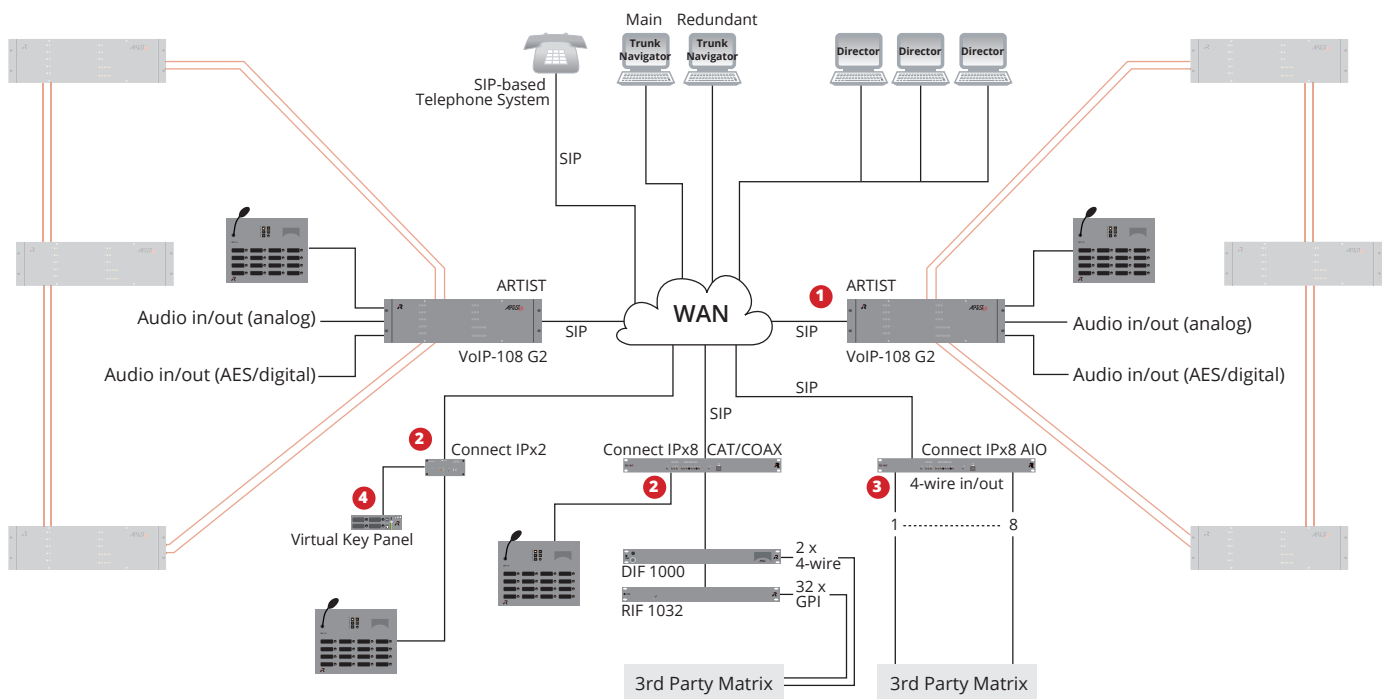 Main Redundant
Trunk
Navigator
Trunk
Navigator
Director
Director
Director
SIP-based
Telephone System
SIP
ARTIST
Audio in/out (analog)
SIP
VoIP-108 G2
Audio in/out (AES/digital)
WAN
1
ARTIST
SIP
VoIP-108 G2
Audio in/out (analog)
Audio in/out (AES/digital)
SIP
SIP
2
Connect IPx2
4
Virtual Key Panel
Connect IPx8 CAT/COAX
2
Connect IPx8 AIO
3
4-wire in/out
1
8
DIF 1000
2 x
4-wire
RIF 1032
32 x
GPI
3rd Party Matrix
3rd Party Matrix